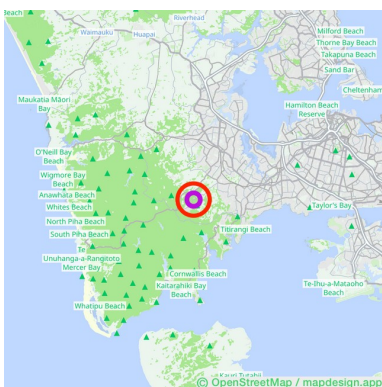 Beach
Riverhead
Waimauku
Huapai
Milford Beach
Thorne Bay Beach
Takapuna Beach
Sand Bar
Cheltenham
Maukatia Māori
Bay
Hamilton Beach
Reserve
O'Neill Bay
Beach
Wigmore Bay
Beach
Anawhata Beach
Whites Beach
North Piha Beach
South Piha Beach
Taylor's Bay
Titirangi Beach
Te
Unuhanga-a-Rangitoto
Mercer Bay
Cornwallis Beach
Kaitarahiki Bay
Beach
Te-Ihu-a-Mataoho
Beach
Whatipu Beach
© OpenStreetMap / mapdesign.app